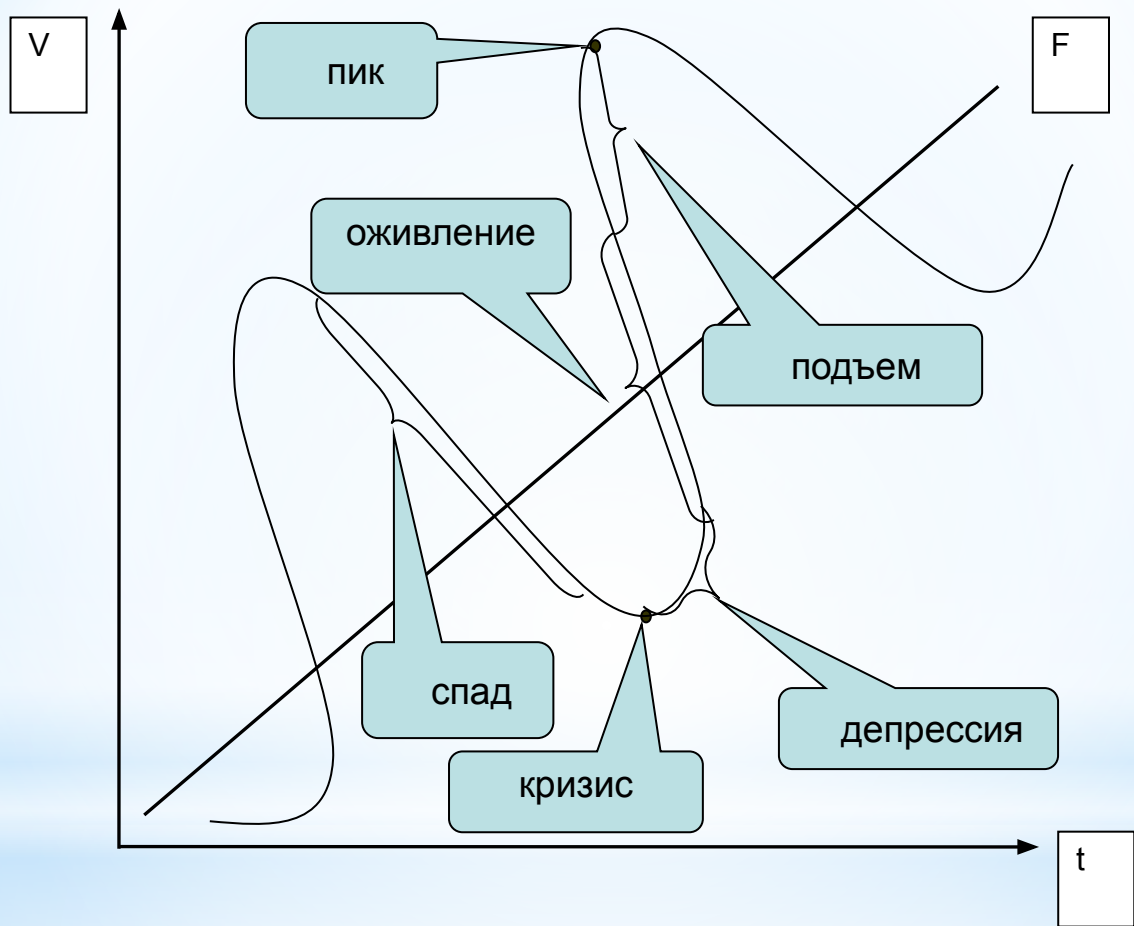 V
F
пик
оживление
подъем
спад
депрессия
кризис
t